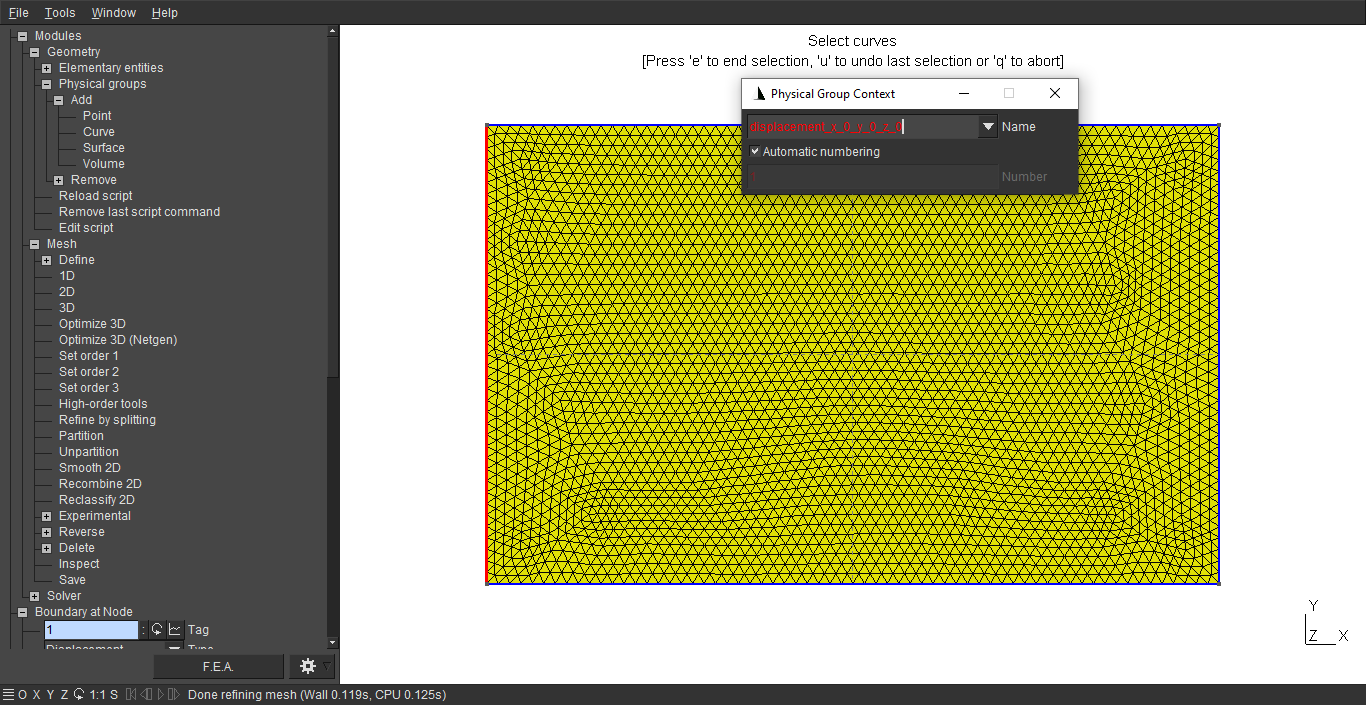 File Tools Window Help
Modules
Geometry
Elementary entities
Physical groups
Add
Point
Curve
Surface
Volume
Remove
Reload script
Remove last script command
Edit script
Mesh
Define
1D
2D
3D
Optimize 3D
Optimize 3D (Netgen)
Set order 1
Set order 2
Set order 3
High-order tools
Refine by splitting
Partition
Unpartition
Smooth 2D
Recombine 2D
Reclassify 2D
Experimental
Reverse
Delete
Inspect
Save
Solver
Boundary at Node
1 : Tag
Displacement Type
F.E.A.
Select curves
[Press 'e' to end selection, 'u' to undo last selection or 'q' to abort]
Physical Group Context
displacement_x_0_y_0_z_0 Name
Automatic numbering
Number
Y
Z X
O X Y Z 1:1 S Done refining mesh (Wall 0.119s, CPU 0.125s)